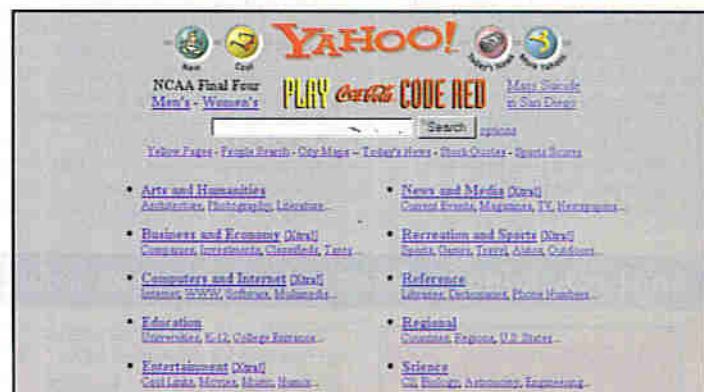 New Cool YAHOO! Today's News More Yahoos
NCAA Final Four PLAY Coca-Cola CODE RED Mass Suicide
Men's - Women's in San Diego
Search options
Yellow Pages - People Search - City Maps -- Today's News - Stock Quotes - Sports Scores
• Arts and Humanities
Architecture, Photography, Literature...
• Business and Economy [Xtra!]
Companies, Investments, Classifieds, Taxes...
• Computers and Internet [Xtra!]
Internet, WWW, Software, Multimedia...
• Education
Universities, K-12, College Entrance...
• Entertainment [Xtra!]
Cool Links, Movies, Music, Humor...
• News and Media [Xtra!]
Current Events, Magazines, TV, Newspapers...
• Recreation and Sports [Xtra!]
Sports, Games, Travel, Autos, Outdoors...
• Reference
Libraries, Dictionaries, Phone Numbers...
• Regional
Countries, Regions, U.S. States...
• Science
CS, Biology, Astronomy, Engineering...